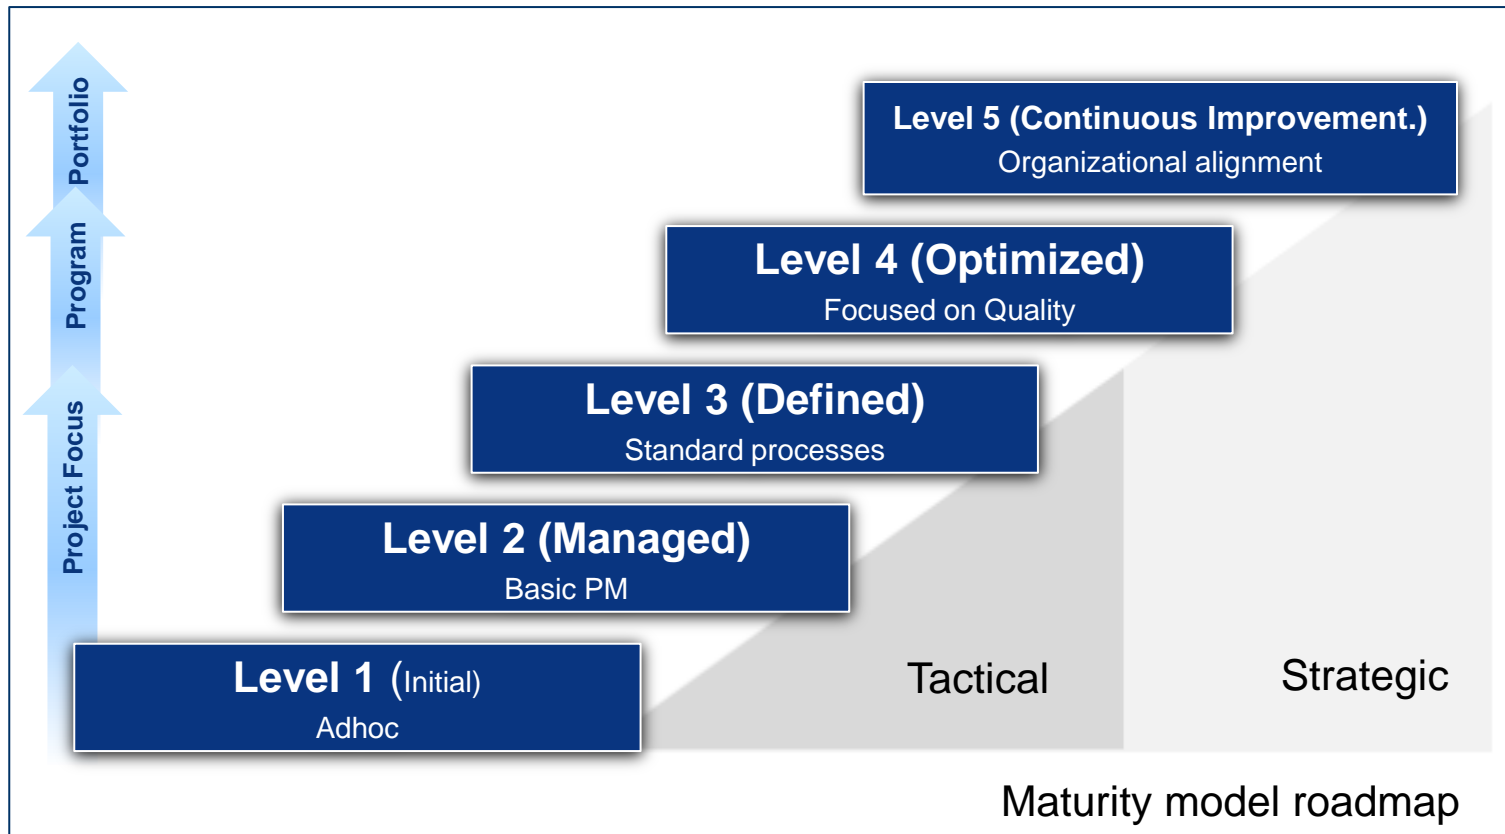 Portfolio
Program
Project Focus
Level 5 (Continuous Improvement.)
Organizational alignment
Level 4 (Optimized)
Focused on Quality
Level 3 (Defined)
Standard processes
Level 2 (Managed)
Basic PM
Level 1 (Initial)
Adhoc
Tactical
Strategic
Maturity model roadmap